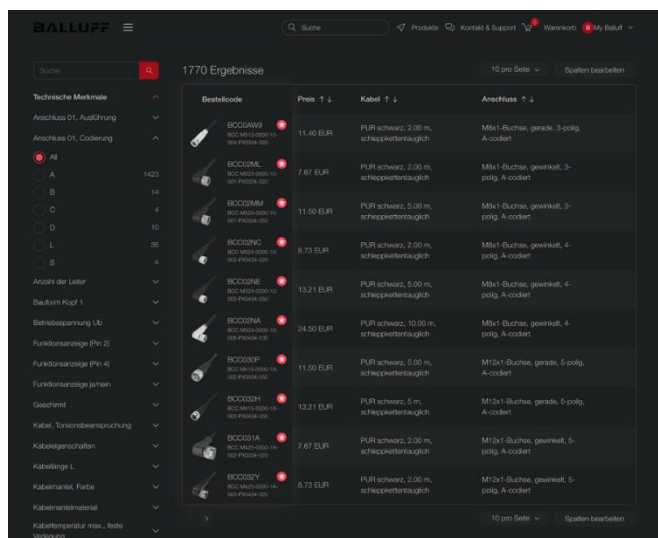 BALLUFF
Suche
Produkte
Kontakt & Support
0
Warenkorb
B My Balluff
Suche
1770 Ergebnisse
10 pro Seite
Spalten bearbeiten
Technische Merkmale
Anschluss 01, Ausführung
Anschluss 01, Codierung
All
A 1423
B 14
C 4
D 10
L 36
S 4
Anzahl der Leiter
Bauform Kopf 1
Betriebsspannung Ub
Funktionsanzeige (Pin 2)
Funktionsanzeige (Pin 4)
Funktionsanzeige ja/nein
Geschirmt
Kabel, Torsionsbeanspruchung
Kabeleigenschaften
Kabellänge L
Kabelmantel, Farbe
Kabelmantelmaterial
Kabeltemperatur max., feste
Verlegung
Bestellcode Preis ↑↓ Kabel ↑↓ Anschluss ↑↓
BCC0AW9
11.40 EUR
PUR schwarz, 2.00 m,
schleppkettentauglich
M8x1-Buchse, gerade, 3-polig,
A-codiert
BCC02ML
7.67 EUR
PUR schwarz, 2.00 m,
schleppkettentauglich
M8x1-Buchse, gewinkelt, 3-
polig, A-codiert
BCC02MM
11.50 EUR
PUR schwarz, 5.00 m,
schleppkettentauglich
M8x1-Buchse, gewinkelt, 3-
polig, A-codiert
BCC02NC
8.73 EUR
PUR schwarz, 2.00 m,
schleppkettentauglich
M8x1-Buchse, gewinkelt, 4-
polig, A-codiert
BCC02NE
13.21 EUR
PUR schwarz, 5.00 m,
schleppkettentauglich
M8x1-Buchse, gewinkelt, 4-
polig, A-codiert
BCC02NA
24.50 EUR
PUR schwarz, 10.00 m,
schleppkettentauglich
M8x1-Buchse, gewinkelt, 4-
polig, A-codiert
BCC030P
11.50 EUR
PUR schwarz, 5.00 m,
schleppkettentauglich
M12x1-Buchse, gerade, 5-polig,
A-codiert
BCC032H
13.21 EUR
PUR schwarz, 5 m,
schleppkettentauglich
M12x1-Buchse, gerade, 5-polig,
A-codiert
BCC031A
7.67 EUR
PUR schwarz, 2.00 m,
schleppkettentauglich
M12x1-Buchse, gewinkelt, 5-
polig, A-codiert
BCC032Y
8.73 EUR
PUR schwarz, 2.00 m,
schleppkettentauglich
M12x1-Buchse, gewinkelt, 5-
polig, A-codiert
10 pro Seite
Spalten bearbeiten